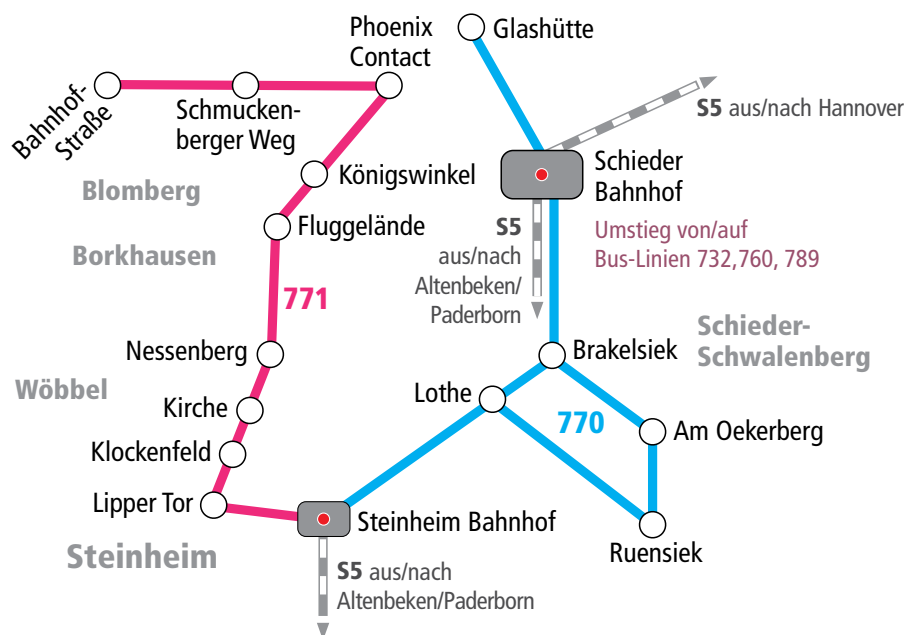 Phoenix
Contact
Glashütte
Bahnhof-
Straße
Schmucken-
berger Weg
S5 aus/nach Hannover
Königswinkel
Schieder
Bahnhof
Blomberg
Fluggelände
S5
aus/nach
Altenbeken/
Paderborn
Umstieg von/auf
Bus-Linien 732,760, 789
Borkhausen
771
Schieder-
Schwalenberg
Nessenberg
Brakelsiek
Wöbbel
Lothe
Kirche
770
Am Oekerberg
Klockenfeld
Lipper Tor
Steinheim Bahnhof
Ruensiek
Steinheim
S5 aus/nach
Altenbeken/Paderborn